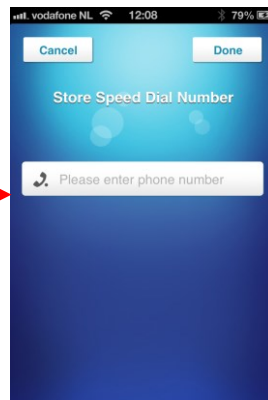 vodafone NL 12:08 79%
Cancel Done
Store Speed Dial Number
Please enter phone number